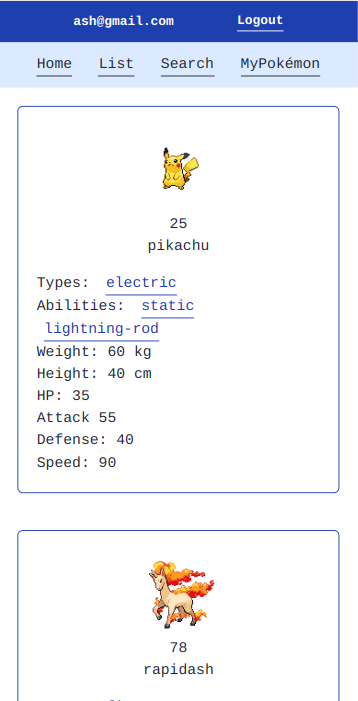 ash@gmail.com Logout
Home List Search MyPokémon
25
pikachu
Types: electric
Abilities: static
lightning-rod
Weight: 60 kg
Height: 40 cm
HP: 35
Attack 55
Defense: 40
Speed: 90
78
rapidash